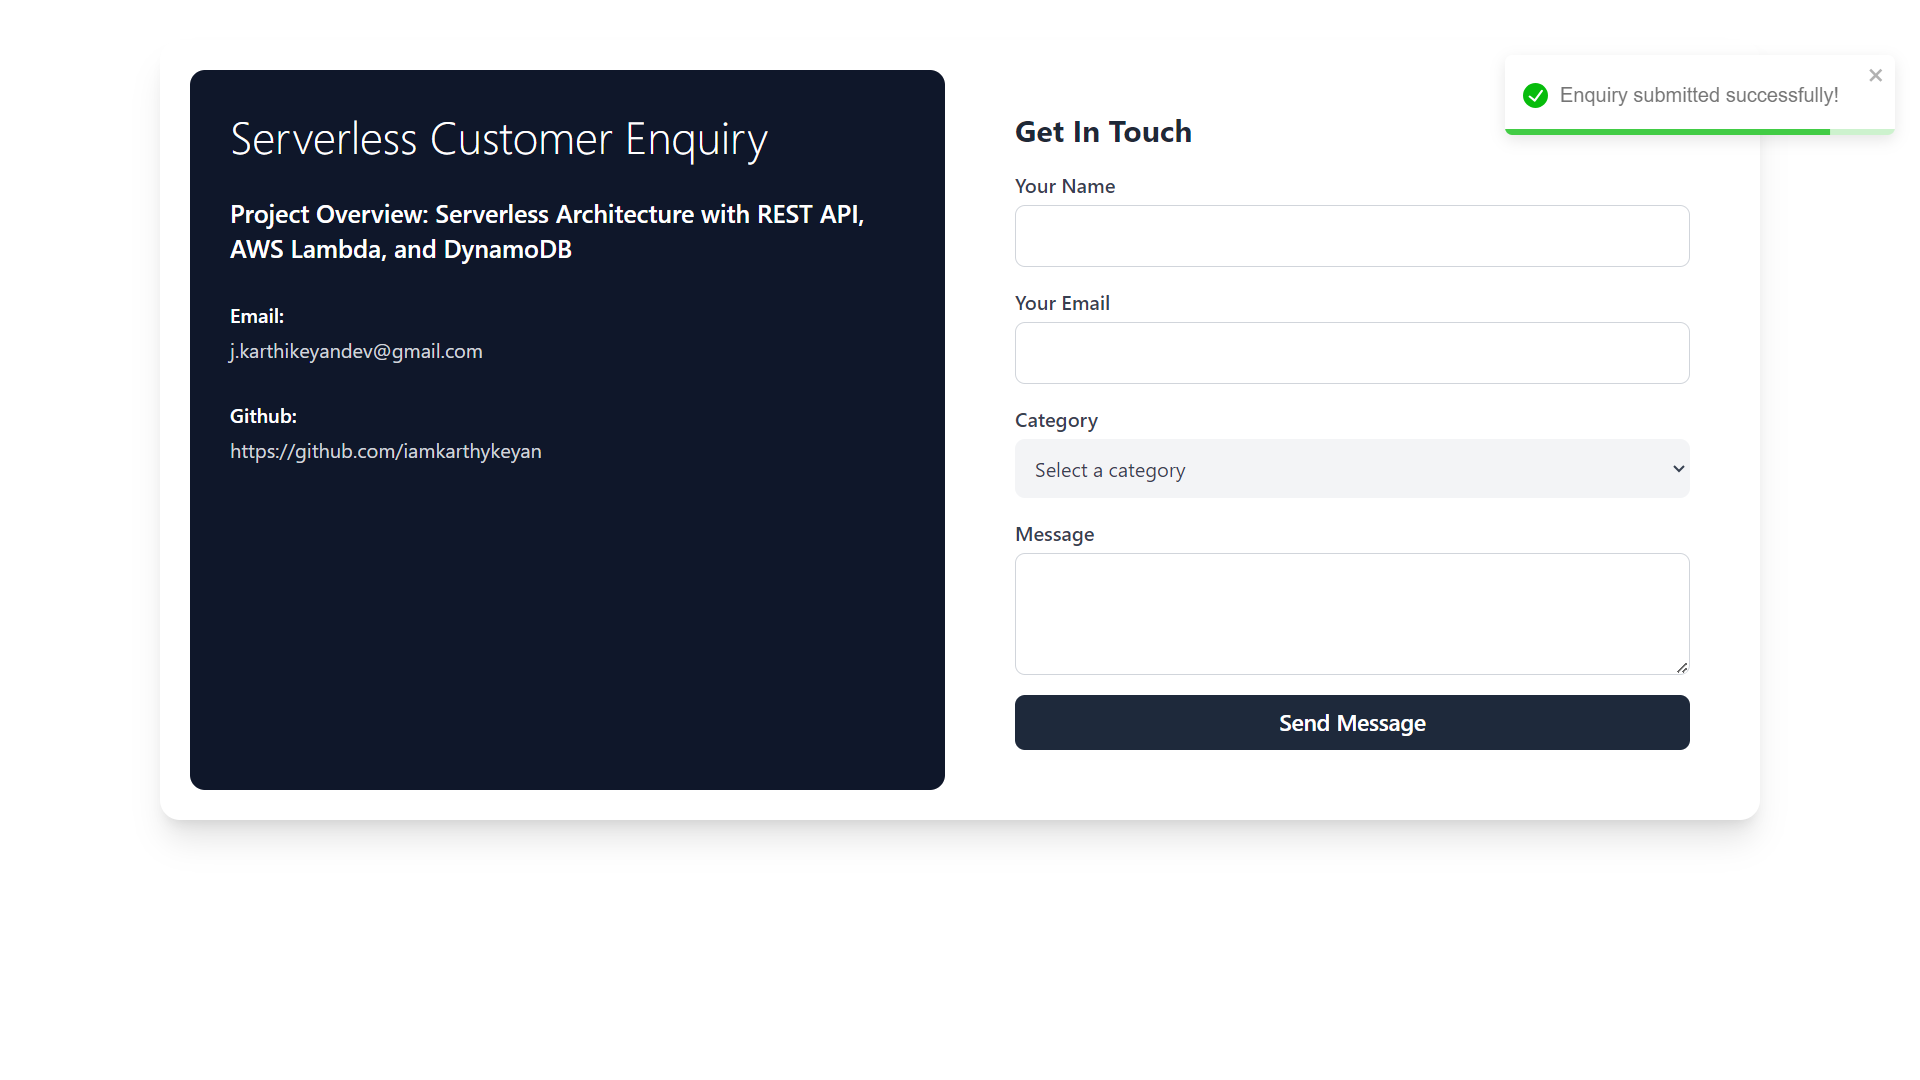 Serverless Customer Enquiry
Project Overview: Serverless Architecture with REST API,
AWS Lambda, and DynamoDB
Email:
j.karthikeyandev@gmail.com
Github:
https://github.com/iamkarthykeyan
Get In Touch
Your Name
Your Email
Category
Select a category
Message
Send Message
Enquiry submitted successfully!